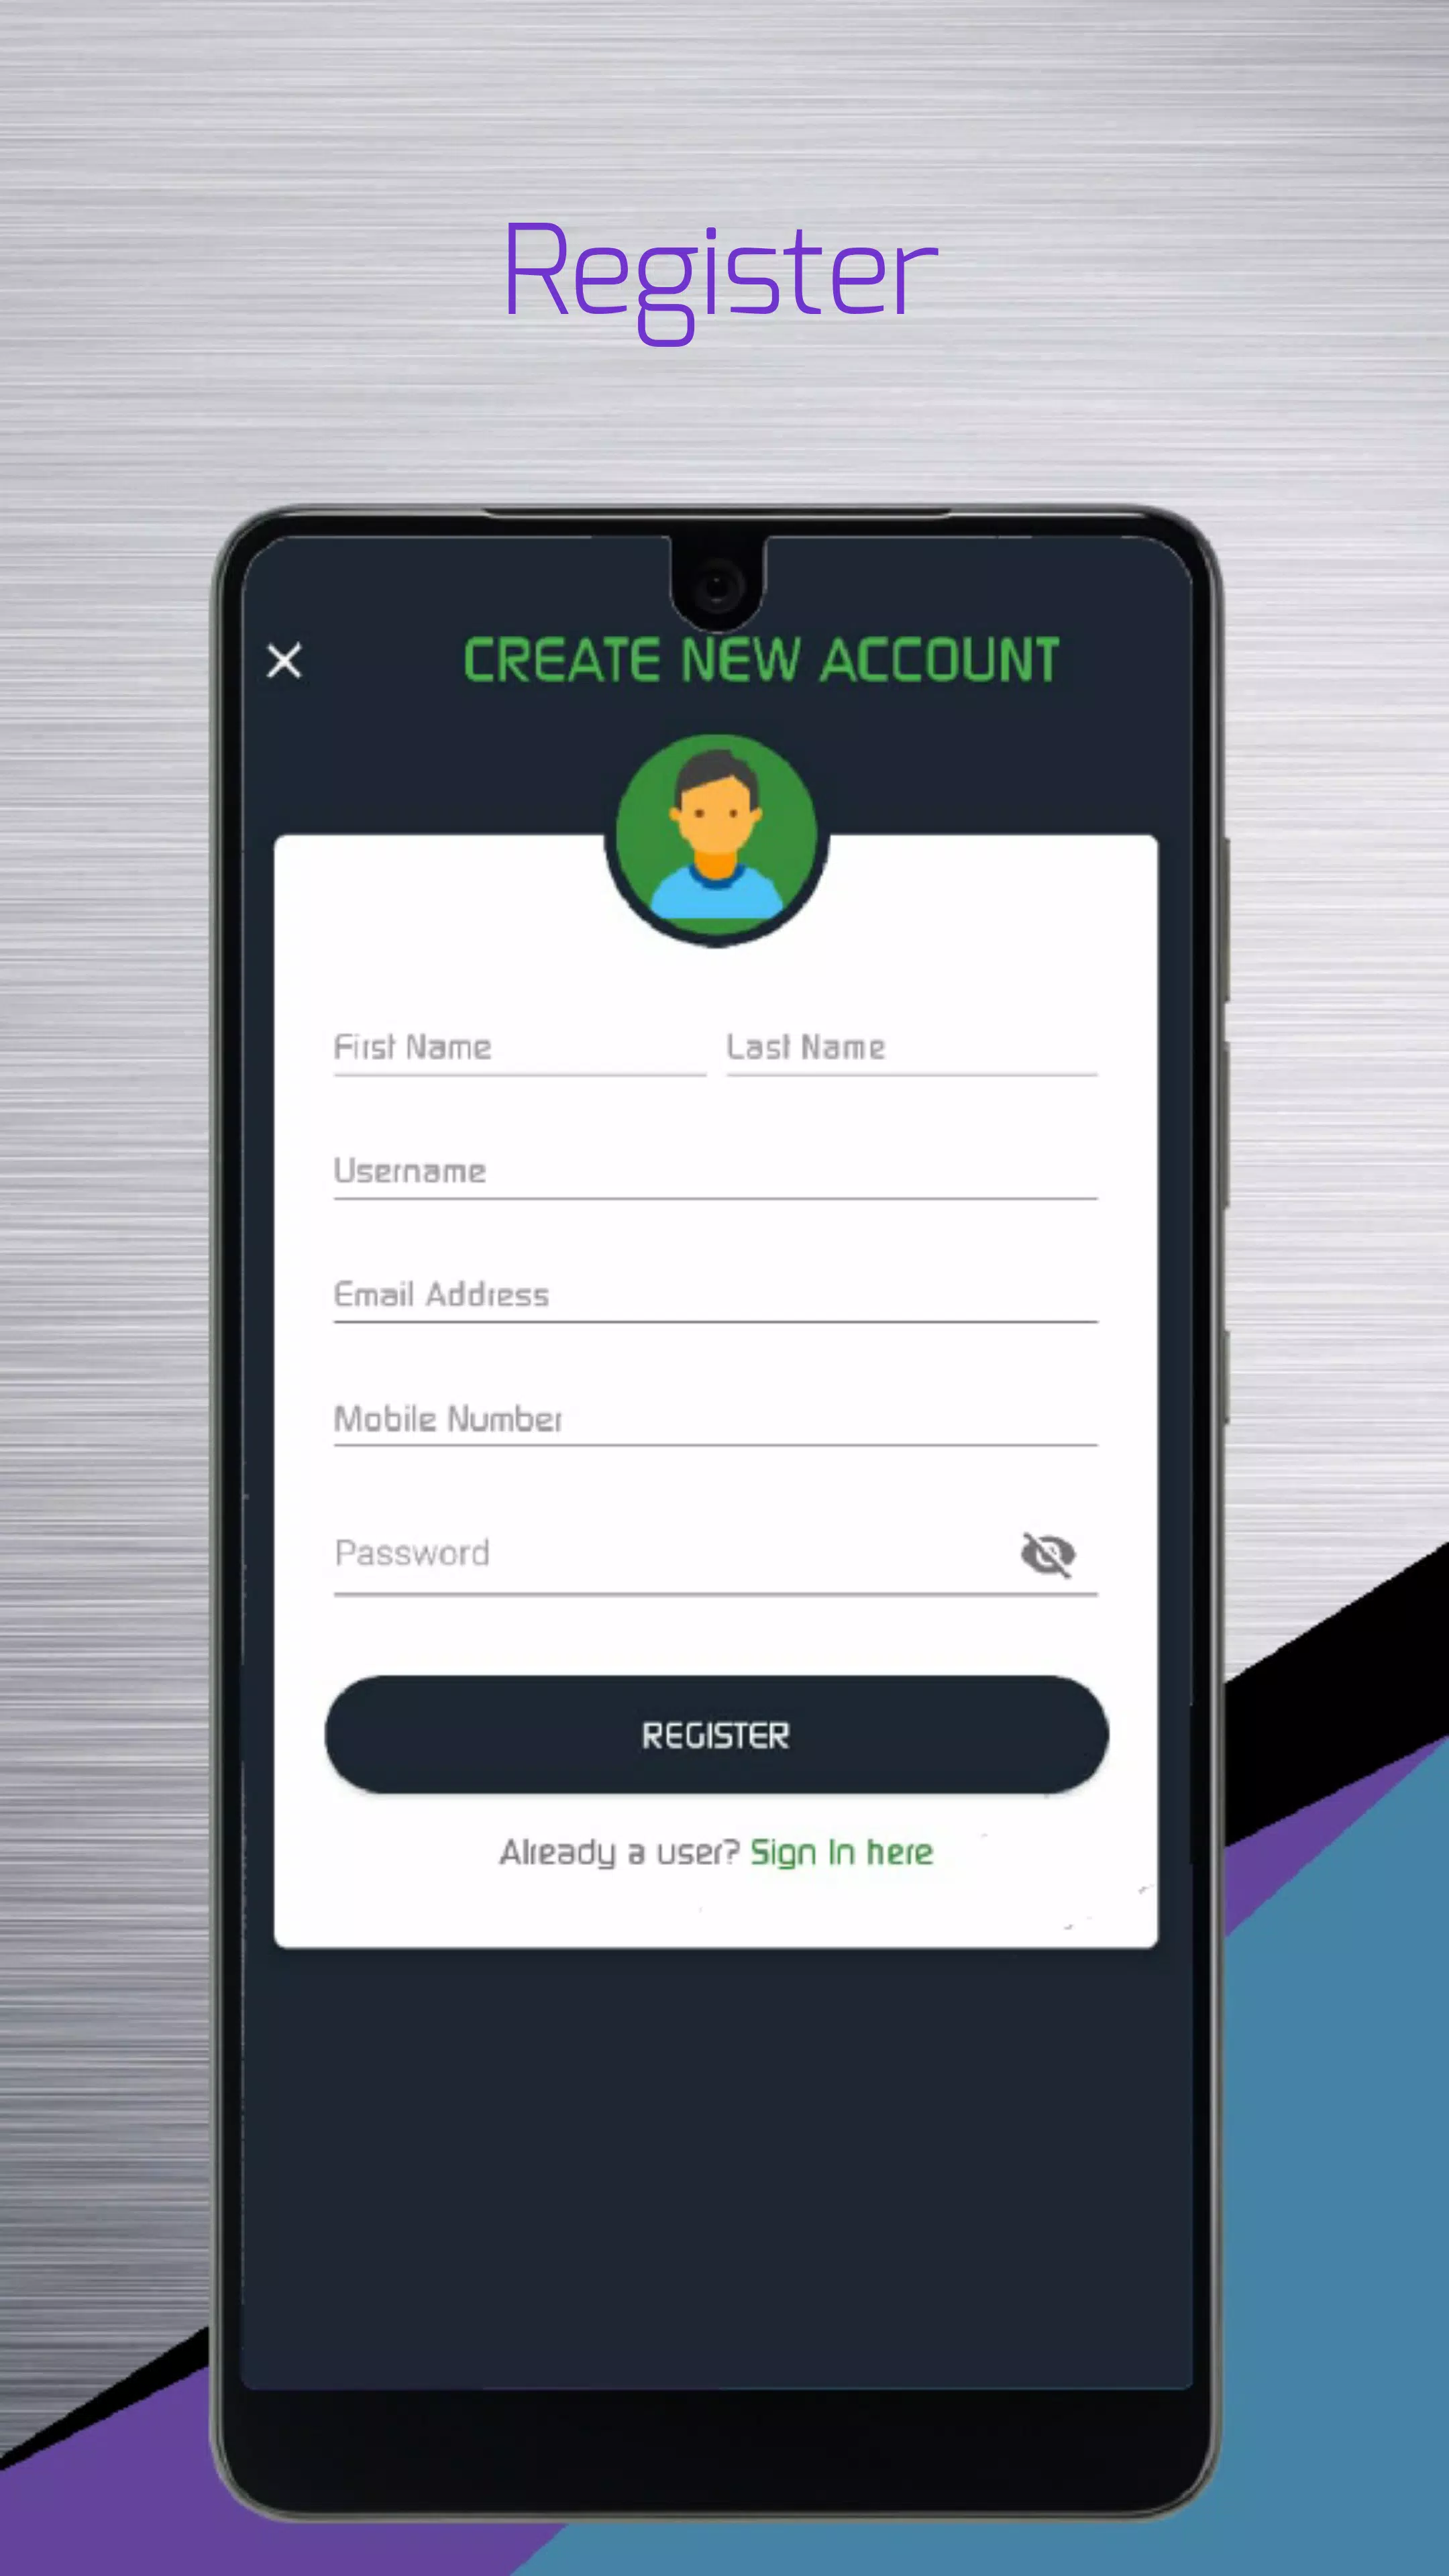 Register
CREATE NEW ACCOUNT
First Name Last Name
Username
Email Address
Mobile Number
Password
REGISTER
Already a user? Sign In here